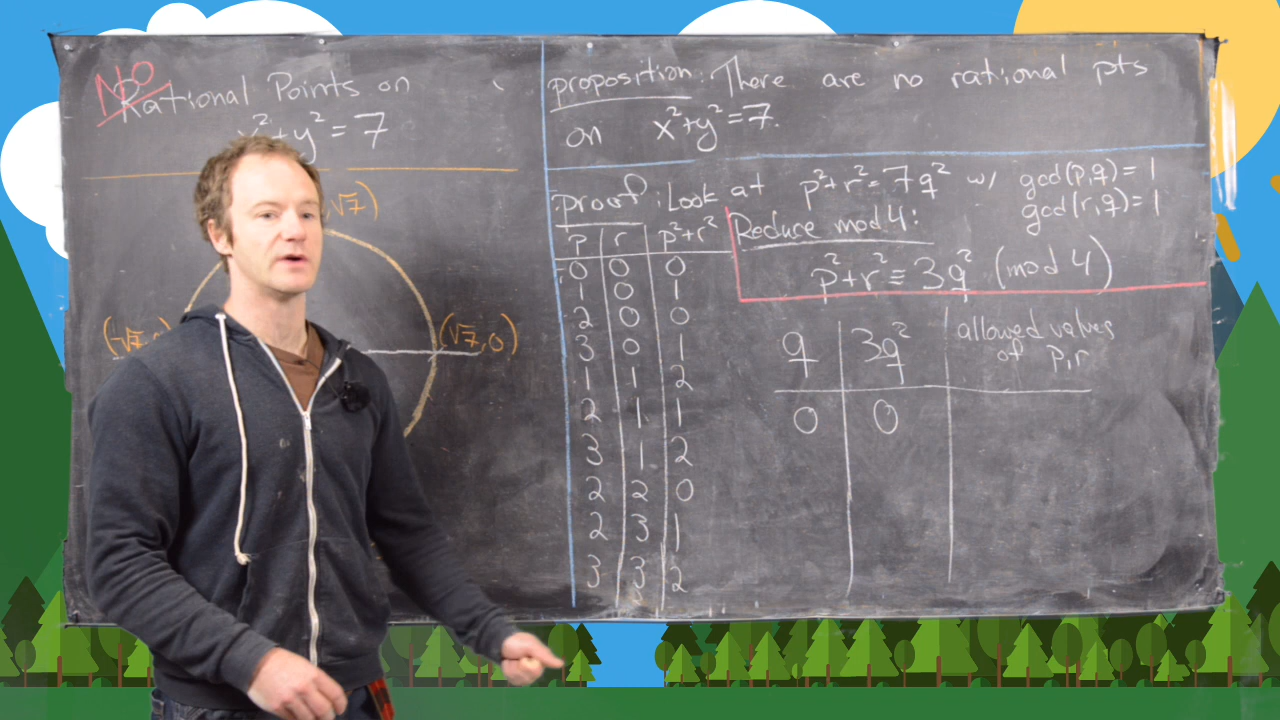 NO
Rational Points on
x²+y²=7
√7)
(-√7,0)
(√7,0)
proposition: There are no rational pts
on x²+y²=7.
proof: Look at p²+r²=7q² w/ gcd(p,q)=1
gcd(r,q)=1
Reduce mod 4:
p²+r²≡3q² (mod 4)
p r p²+r²
0 0 0
1 0 1
2 0 0
3 0 1
1 1 2
2 1 1
3 1 2
2 2 0
2 3 1
3 3 2
q 3q² allowed values
of p,r
0 0